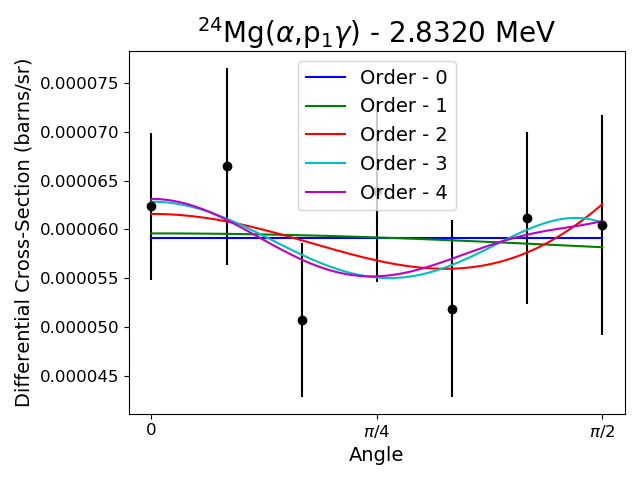 ²⁴Mg(α,p₁γ) - 2.8320 MeV
Differential Cross-Section (barns/sr)
0.000075
0.000070
0.000065
0.000060
0.000055
0.000050
0.000045
Order - 0
Order - 1
Order - 2
Order - 3
Order - 4
0
π/4
π/2
Angle